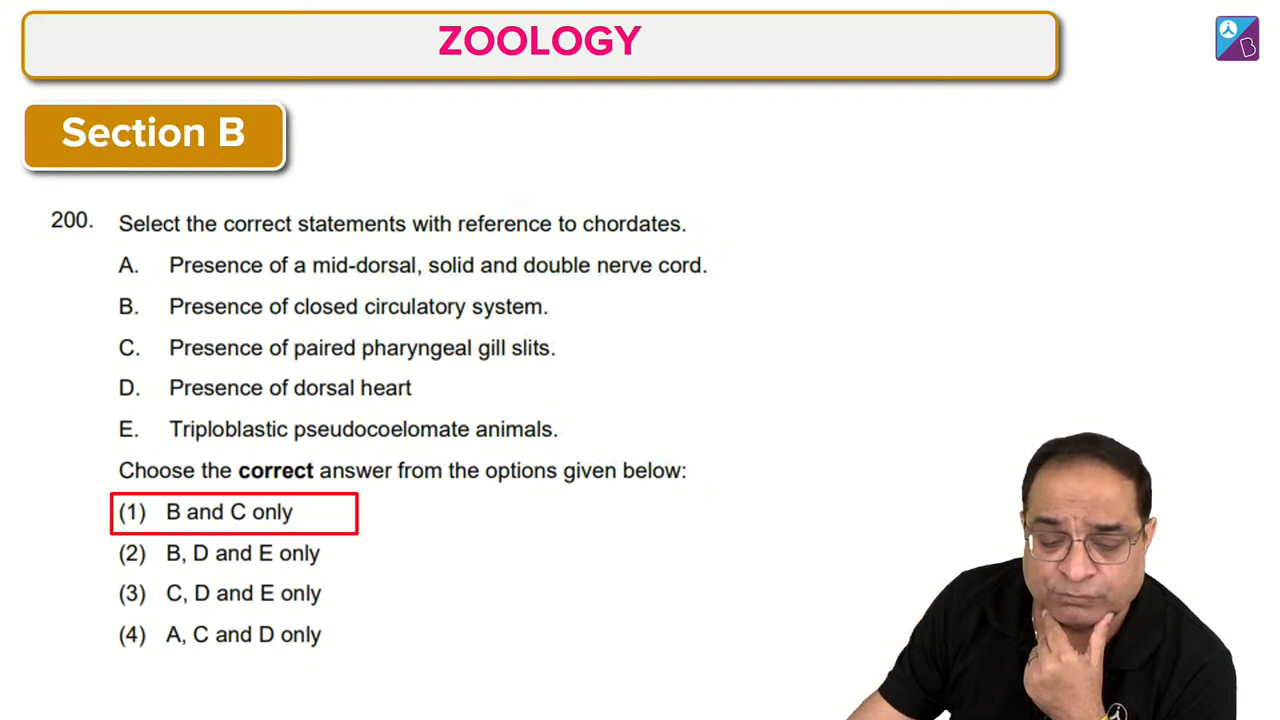 ZOOLOGY
Section B
200. Select the correct statements with reference to chordates.
A. Presence of a mid-dorsal, solid and double nerve cord.
B. Presence of closed circulatory system.
C. Presence of paired pharyngeal gill slits.
D. Presence of dorsal heart
E. Triploblastic pseudocoelomate animals.
Choose the correct answer from the options given below:
(1) B and C only
(2) B, D and E only
(3) C, D and E only
(4) A, C and D only
B